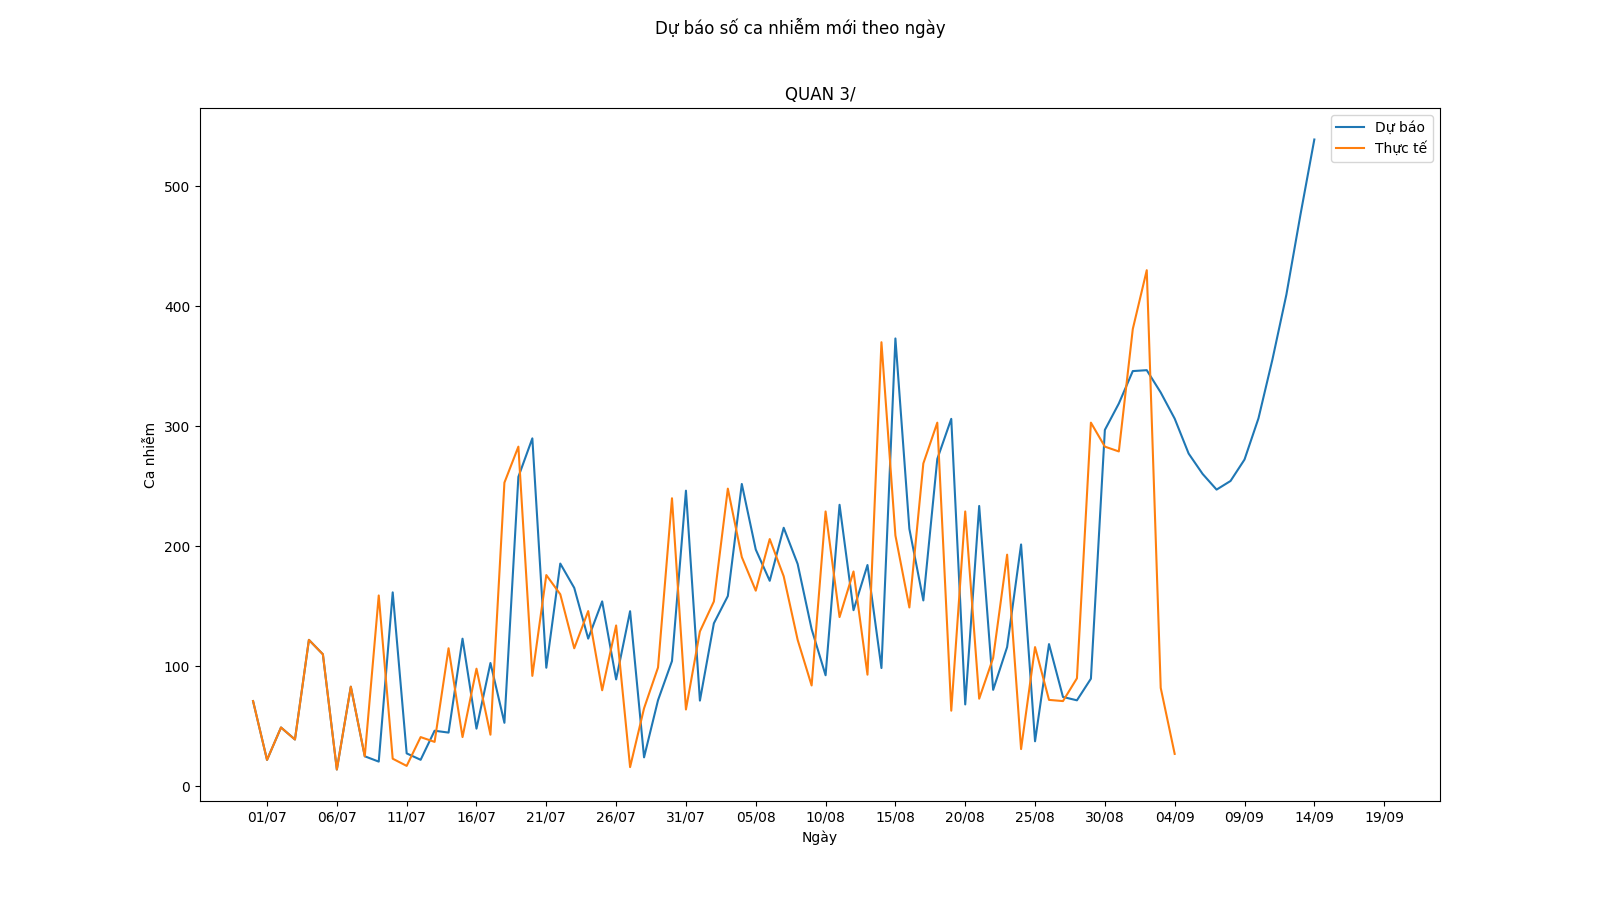 Dự báo số ca nhiễm mới theo ngày
QUAN 3/
Dự báo
Thực tế
500
400
300
200
100
0
Ca nhiễm
01/07 06/07 11/07 16/07 21/07 26/07 31/07 05/08 10/08 15/08 20/08 25/08 30/08 04/09 09/09 14/09 19/09
Ngày